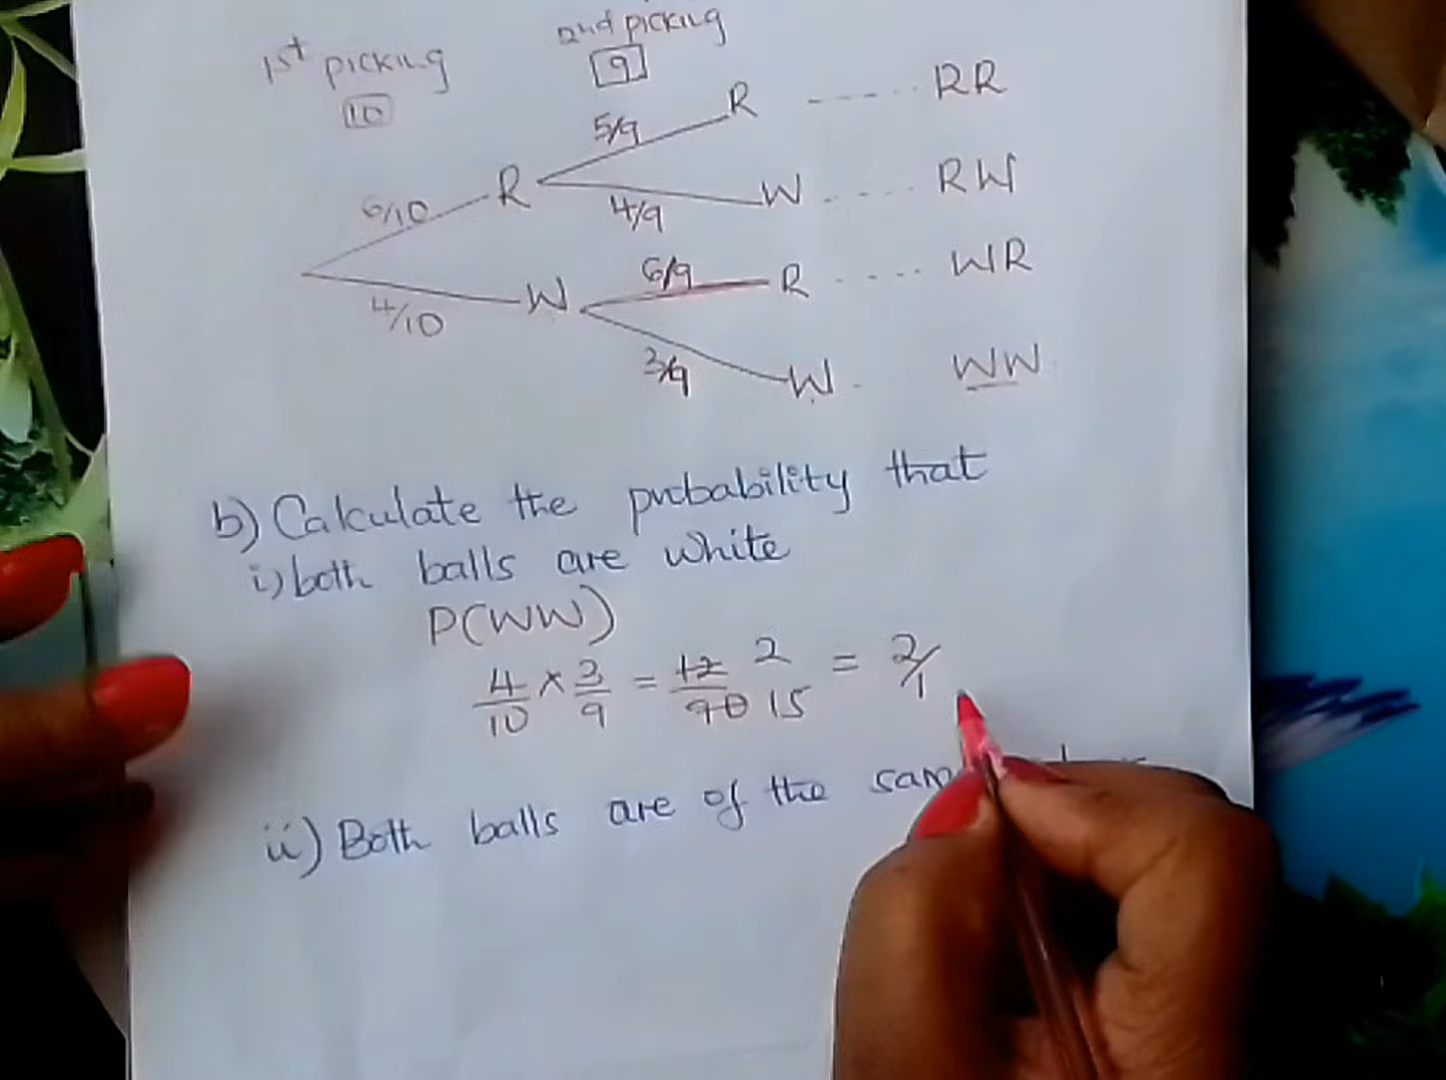 1st picking
2nd picking
10
9
5/9
R
RR
6/10
R
4/9
W
RW
4/10
W
6/9
R
WR
3/9
W
WW
b) Calculate the probability that
i) both balls are white
P(WW)
4/10 × 3/9 = 12/90 2/15 = 2/1
ii) Both balls are of the